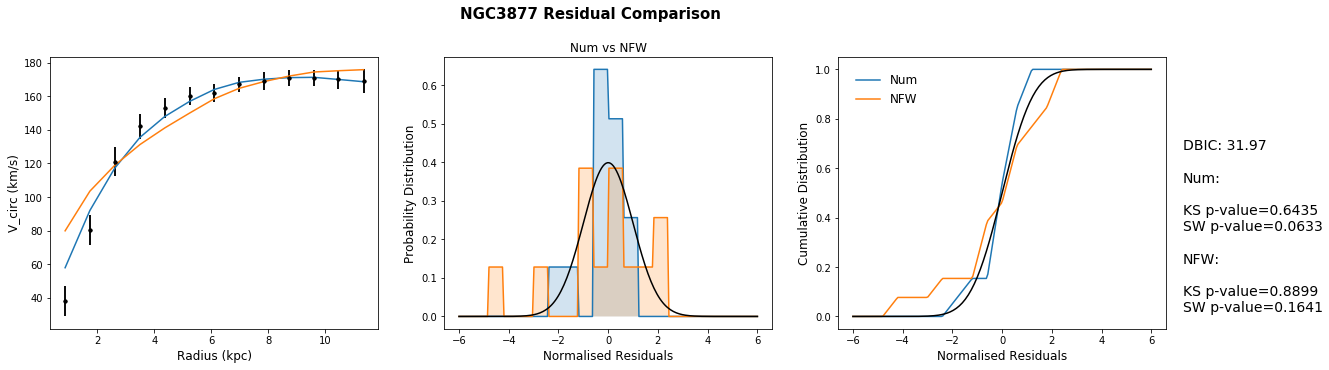 NGC3877 Residual Comparison
V_circ (km/s)
180
160
140
120
100
80
60
40
2
4
6
8
10
Radius (kpc)
Num vs NFW
Probability Distribution
0.6
0.5
0.4
0.3
0.2
0.1
0.0
−6
−4
−2
0
2
4
6
Normalised Residuals
Cumulative Distribution
1.0
0.8
0.6
0.4
0.2
0.0
Num
NFW
−6
−4
−2
0
2
4
6
Normalised Residuals
DBIC: 31.97
Num:
KS p-value=0.6435
SW p-value=0.0633
NFW:
KS p-value=0.8899
SW p-value=0.1641